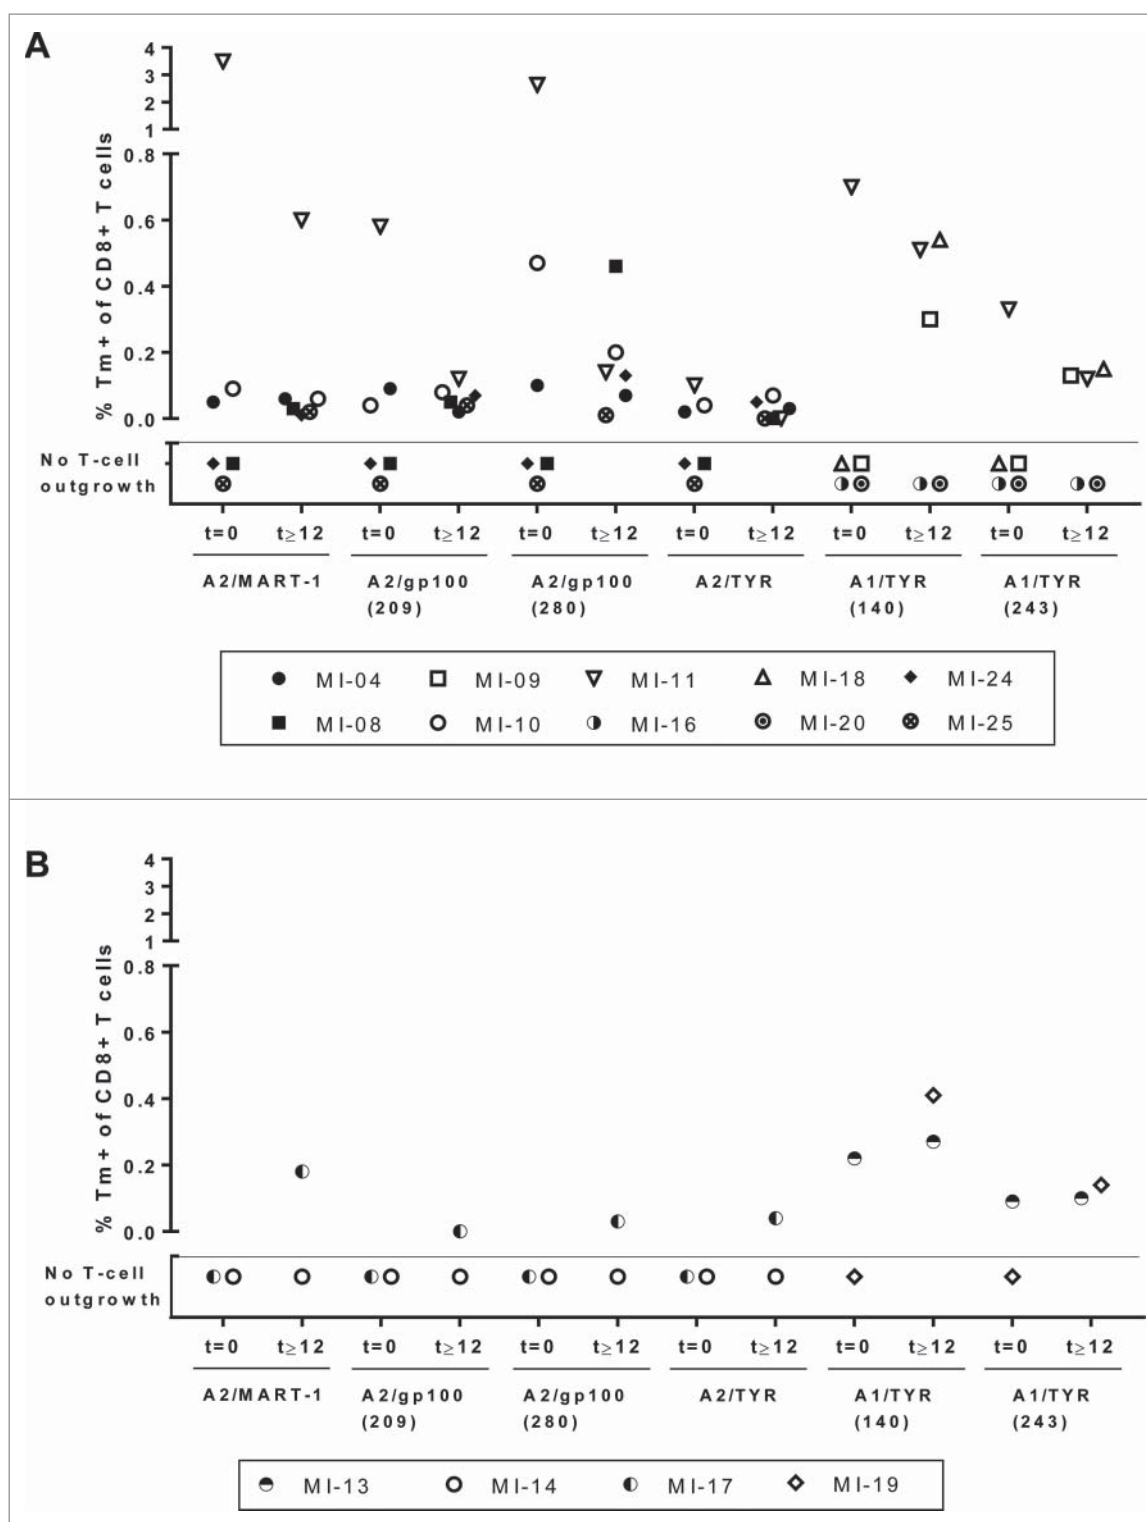 A
4
3
2
1
0.8
0.6
0.4
0.2
0.0
% Tm+ of CD8+ T cells
No T-cell
outgrowth
t=0 t≥12 t=0 t≥12 t=0 t≥12 t=0 t≥12 t=0 t≥12 t=0 t≥12
A2/MART-1 A2/gp100 A2/gp100 A2/TYR A1/TYR A1/TYR
(209) (280) (140) (243)
MI-04 MI-09 MI-11 MI-18 MI-24
MI-08 MI-10 MI-16 MI-20 MI-25
B
4
3
2
1
0.8
0.6
0.4
0.2
0.0
% Tm+ of CD8+ T cells
No T-cell
outgrowth
t=0 t≥12 t=0 t≥12 t=0 t≥12 t=0 t≥12 t=0 t≥12 t=0 t≥12
A2/MART-1 A2/gp100 A2/gp100 A2/TYR A1/TYR A1/TYR
(209) (280) (140) (243)
MI-13 MI-14 MI-17 MI-19